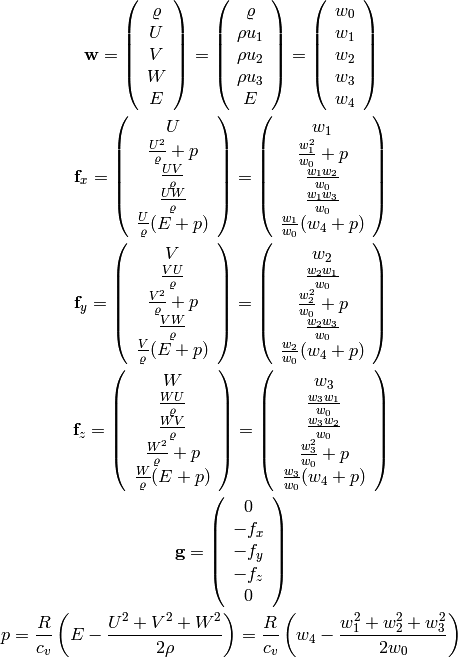 $$\mathbf{w} = \begin{pmatrix} \varrho \\ U \\ V \\ W \\ E \end{pmatrix} = \begin{pmatrix} \varrho \\ \rho u_1 \\ \rho u_2 \\ \rho u_3 \\ E \end{pmatrix} = \begin{pmatrix} w_0 \\ w_1 \\ w_2 \\ w_3 \\ w_4 \end{pmatrix}$$
$$\mathbf{f}_x = \begin{pmatrix} U \\ \frac{U^2}{\varrho} + p \\ \frac{UV}{\varrho} \\ \frac{UW}{\varrho} \\ \frac{U}{\varrho}(E + p) \end{pmatrix} = \begin{pmatrix} w_1 \\ \frac{w_1^2}{w_0} + p \\ \frac{w_1 w_2}{w_0} \\ \frac{w_1 w_3}{w_0} \\ \frac{w_1}{w_0}(w_4 + p) \end{pmatrix}$$
$$\mathbf{f}_y = \begin{pmatrix} V \\ \frac{VU}{\varrho} \\ \frac{V^2}{\varrho} + p \\ \frac{VW}{\varrho} \\ \frac{V}{\varrho}(E + p) \end{pmatrix} = \begin{pmatrix} w_2 \\ \frac{w_2 w_1}{w_0} \\ \frac{w_2^2}{w_0} + p \\ \frac{w_2 w_3}{w_0} \\ \frac{w_2}{w_0}(w_4 + p) \end{pmatrix}$$
$$\mathbf{f}_z = \begin{pmatrix} W \\ \frac{WU}{\varrho} \\ \frac{WV}{\varrho} \\ \frac{W^2}{\varrho} + p \\ \frac{W}{\varrho}(E + p) \end{pmatrix} = \begin{pmatrix} w_3 \\ \frac{w_3 w_1}{w_0} \\ \frac{w_3 w_2}{w_0} \\ \frac{w_3^2}{w_0} + p \\ \frac{w_3}{w_0}(w_4 + p) \end{pmatrix}$$
$$\mathbf{g} = \begin{pmatrix} 0 \\ -f_x \\ -f_y \\ -f_z \\ 0 \end{pmatrix}$$
$$p = \frac{R}{c_v} \left( E - \frac{U^2 + V^2 + W^2}{2\rho} \right) = \frac{R}{c_v} \left( w_4 - \frac{w_1^2 + w_2^2 + w_3^2}{2w_0} \right)$$